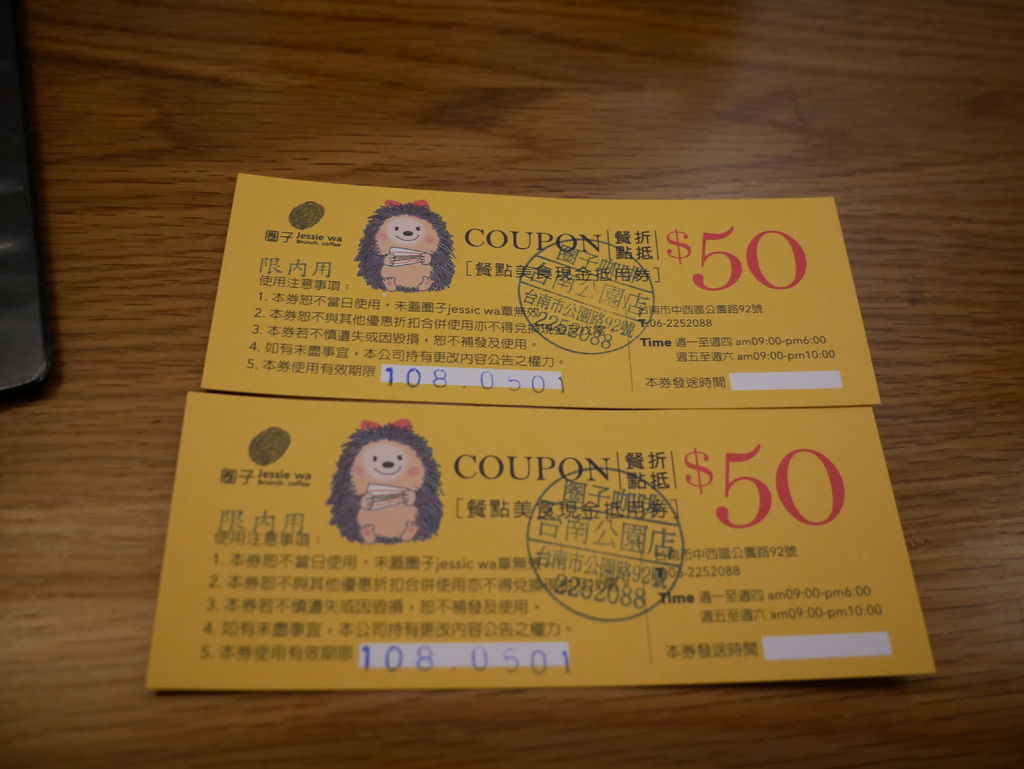 圈子 Jessie wa
Brunch. coffee
COUPON 餐點折抵 $50
[餐點美食現金抵用券]
限內用
使用注意事項：
1. 本券恕不當日使用，未蓋圈子jessic wa章無效
2. 本券恕不與其他優惠折扣合併使用亦不得兌換現金
3. 本券若不慎遺失或因毀損，恕不補發及使用。
4. 如有未盡事宜，本公司持有更改內容公告之權力。
5. 本券使用有效期限 108.0501
圈子咖啡
台南公園店
台南市公園路92號
2252088
台南市中西區公園路92號
T:06-2252088
Time 週一至週四 am09:00-pm6:00
週五至週六 am09:00-pm10:00
本券發送時間
圈子 Jessie wa
Brunch. coffee
COUPON 餐點折抵 $50
[餐點美食現金抵用券]
限內用
使用注意事項：
1. 本券恕不當日使用，未蓋圈子jessic wa章無
2. 本券恕不與其他優惠折扣合併使用亦不得兌換
3. 本券若不慎遺失或因毀損，恕不補發及使用。
4. 如有未盡事宜，本公司持有更改內容公告之權力。
5. 本券使用有效期限 108.0501
圈子咖啡
台南公園店
台南市公園路92號
2252088
台南市中西區公園路92號
06-2252088
Time 週一至週四 am09:00-pm6:00
週五至週六 am09:00-pm10:00
本券發送時間